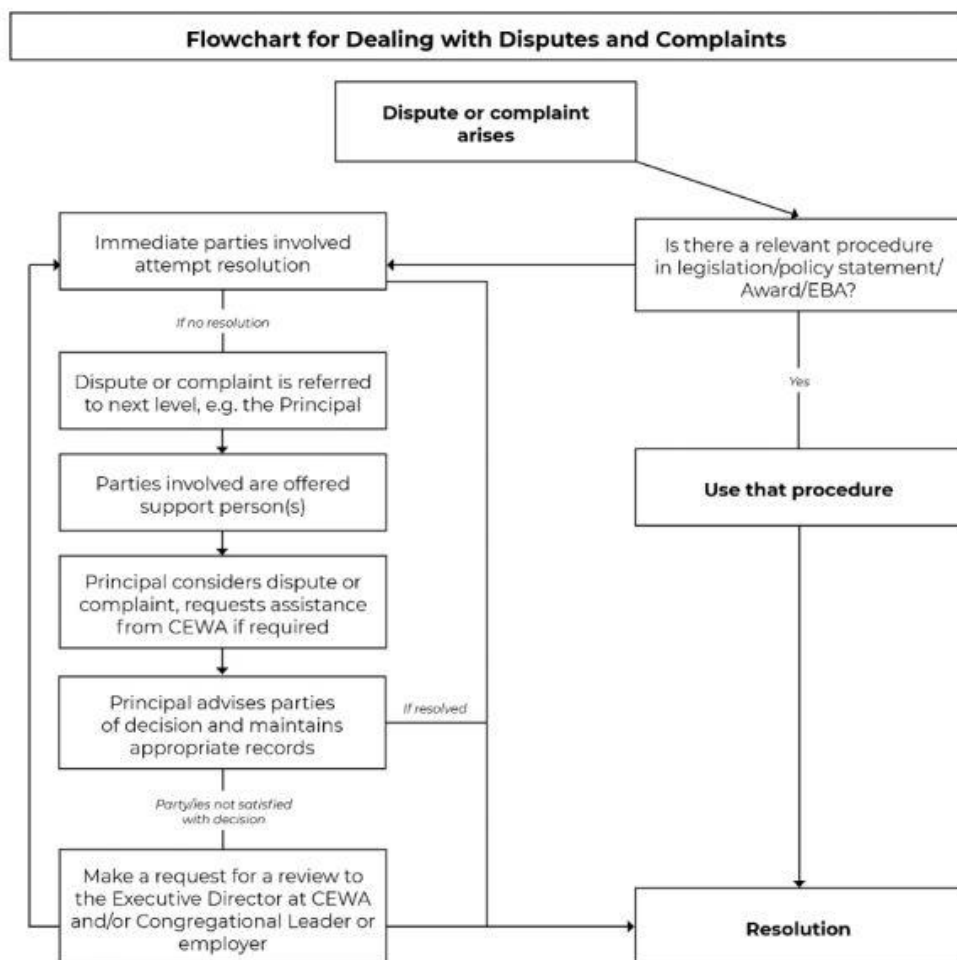 Flowchart for Dealing with Disputes and Complaints
Dispute or complaint
arises
Is there a relevant procedure
in legislation/policy statement/
Award/EBA?
Immediate parties involved
attempt resolution
If no resolution
Dispute or complaint is referred
to next level, e.g. the Principal
Yes
Parties involved are offered
support person(s)
Use that procedure
Principal considers dispute or
complaint, requests assistance
from CEWA if required
Principal advises parties
of decision and maintains
appropriate records
If resolved
Party/ies not satisfied
with decision
Make a request for a review to
the Executive Director at CEWA
and/or Congregational Leader or
employer
Resolution